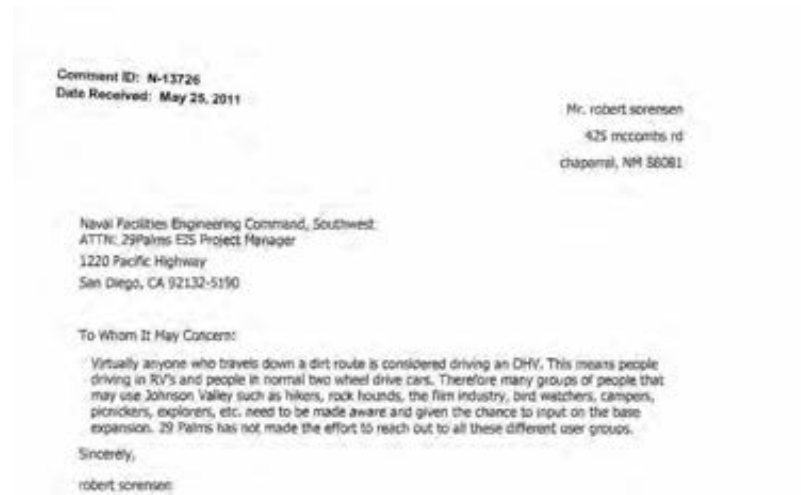 Comment ID: N-13726
Date Received: May 25, 2011
Mr. robert sorensen
425 mccombs rd
chaparral, NM 88081
Naval Facilities Engineering Command, Southwest
ATTN: 29Palms EIS Project Manager
1220 Pacific Highway
San Diego, CA 92132-5190
To Whom It May Concern:
Virtually anyone who travels down a dirt route is considered driving an OHV. This means people
driving in RV's and people in normal two wheel drive cars. Therefore many groups of people that
may use Johnson Valley such as hikers, rock hounds, the film industry, bird watchers, campers,
picnickers, explorers, etc. need to be made aware and given the chance to input on the base
expansion. 29 Palms has not made the effort to reach out to all these different user groups.
Sincerely,
robert sorensen